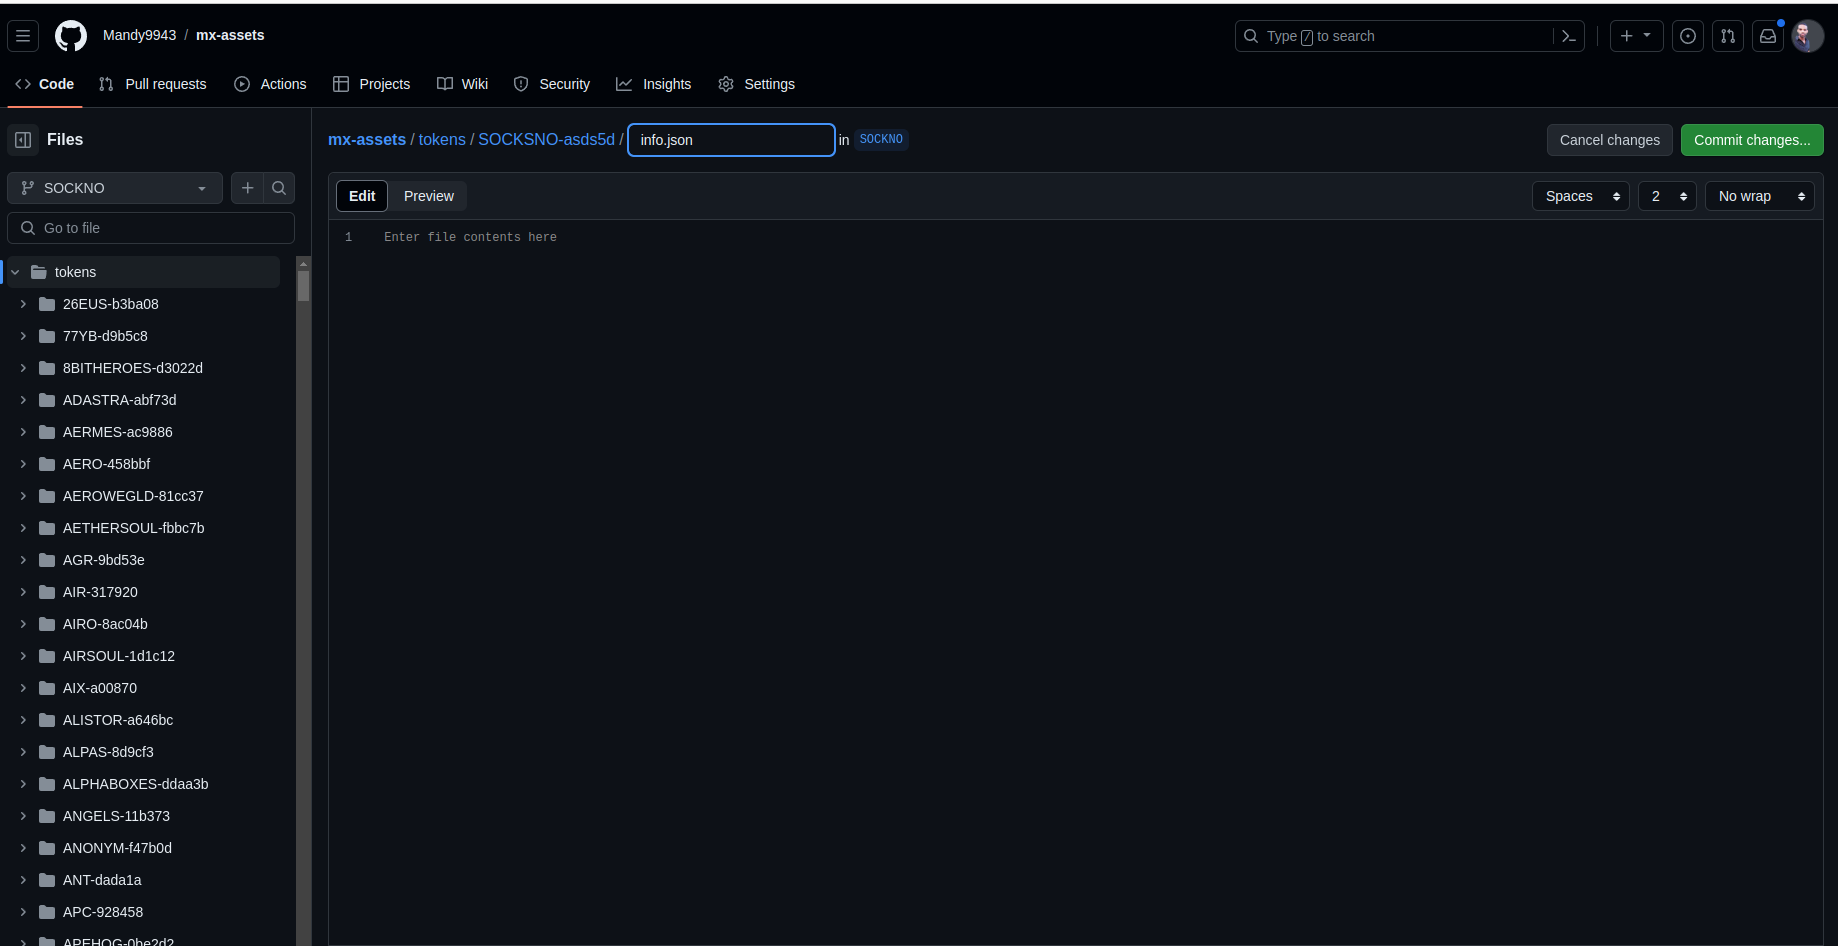 Mandy9943 / mx-assets
Type / to search
Code Pull requests Actions Projects Wiki Security Insights Settings
Files
mx-assets / tokens / SOCKSNO-asds5d / info.json in SOCKNO
Cancel changes Commit changes...
SOCKNO
Go to file
Edit Preview
Spaces 2 No wrap
1 Enter file contents here
tokens
26EUS-b3ba08
77YB-d9b5c8
8BITHEROES-d3022d
ADASTRA-abf73d
AERMES-ac9886
AERO-458bbf
AEROWEGLD-81cc37
AETHERSOUL-fbbc7b
AGR-9bd53e
AIR-317920
AIRO-8ac04b
AIRSOUL-1d1c12
AIX-a00870
ALISTOR-a646bc
ALPAS-8d9cf3
ALPHABOXES-ddaa3b
ANGELS-11b373
ANONYM-f47b0d
ANT-dada1a
APC-928458
APEHOG-0be2d2